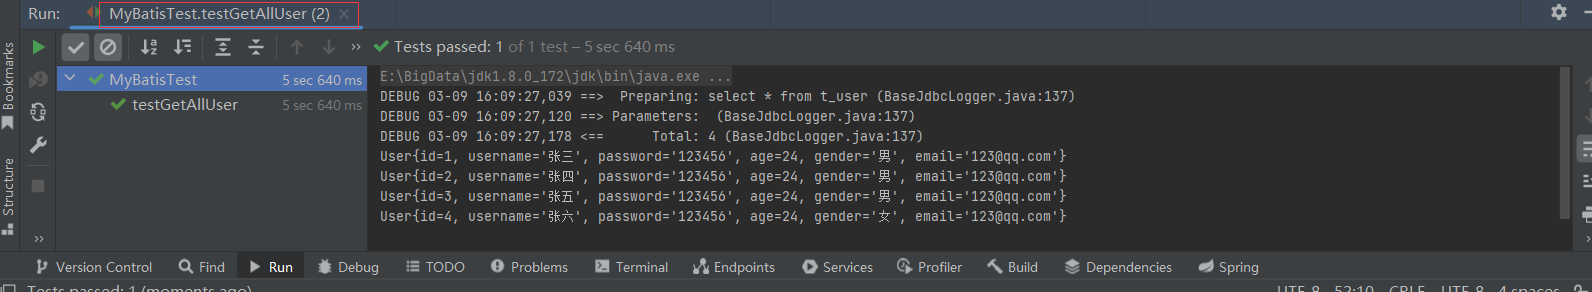 Run: MyBatisTest.testGetAllUser (2)
Tests passed: 1 of 1 test – 5 sec 640 ms
Bookmarks
Structure
MyBatisTest 5 sec 640 ms
testGetAllUser 5 sec 640 ms
E:\BigData\jdk1.8.0_172\jdk\bin\java.exe ...
DEBUG 03-09 16:09:27,039 ==>  Preparing: select * from t_user (BaseJdbcLogger.java:137)
DEBUG 03-09 16:09:27,120 ==> Parameters:  (BaseJdbcLogger.java:137)
DEBUG 03-09 16:09:27,178 <==      Total: 4 (BaseJdbcLogger.java:137)
User{id=1, username='张三', password='123456', age=24, gender='男', email='123@qq.com'}
User{id=2, username='张四', password='123456', age=24, gender='男', email='123@qq.com'}
User{id=3, username='张五', password='123456', age=24, gender='男', email='123@qq.com'}
User{id=4, username='张六', password='123456', age=24, gender='女', email='123@qq.com'}
Version Control Find Run Debug TODO Problems Terminal Endpoints Services Profiler Build Dependencies Spring
Tests passed: 1 (moments ago) UTF-8 52:10 CRLF UTF-8 4 spaces